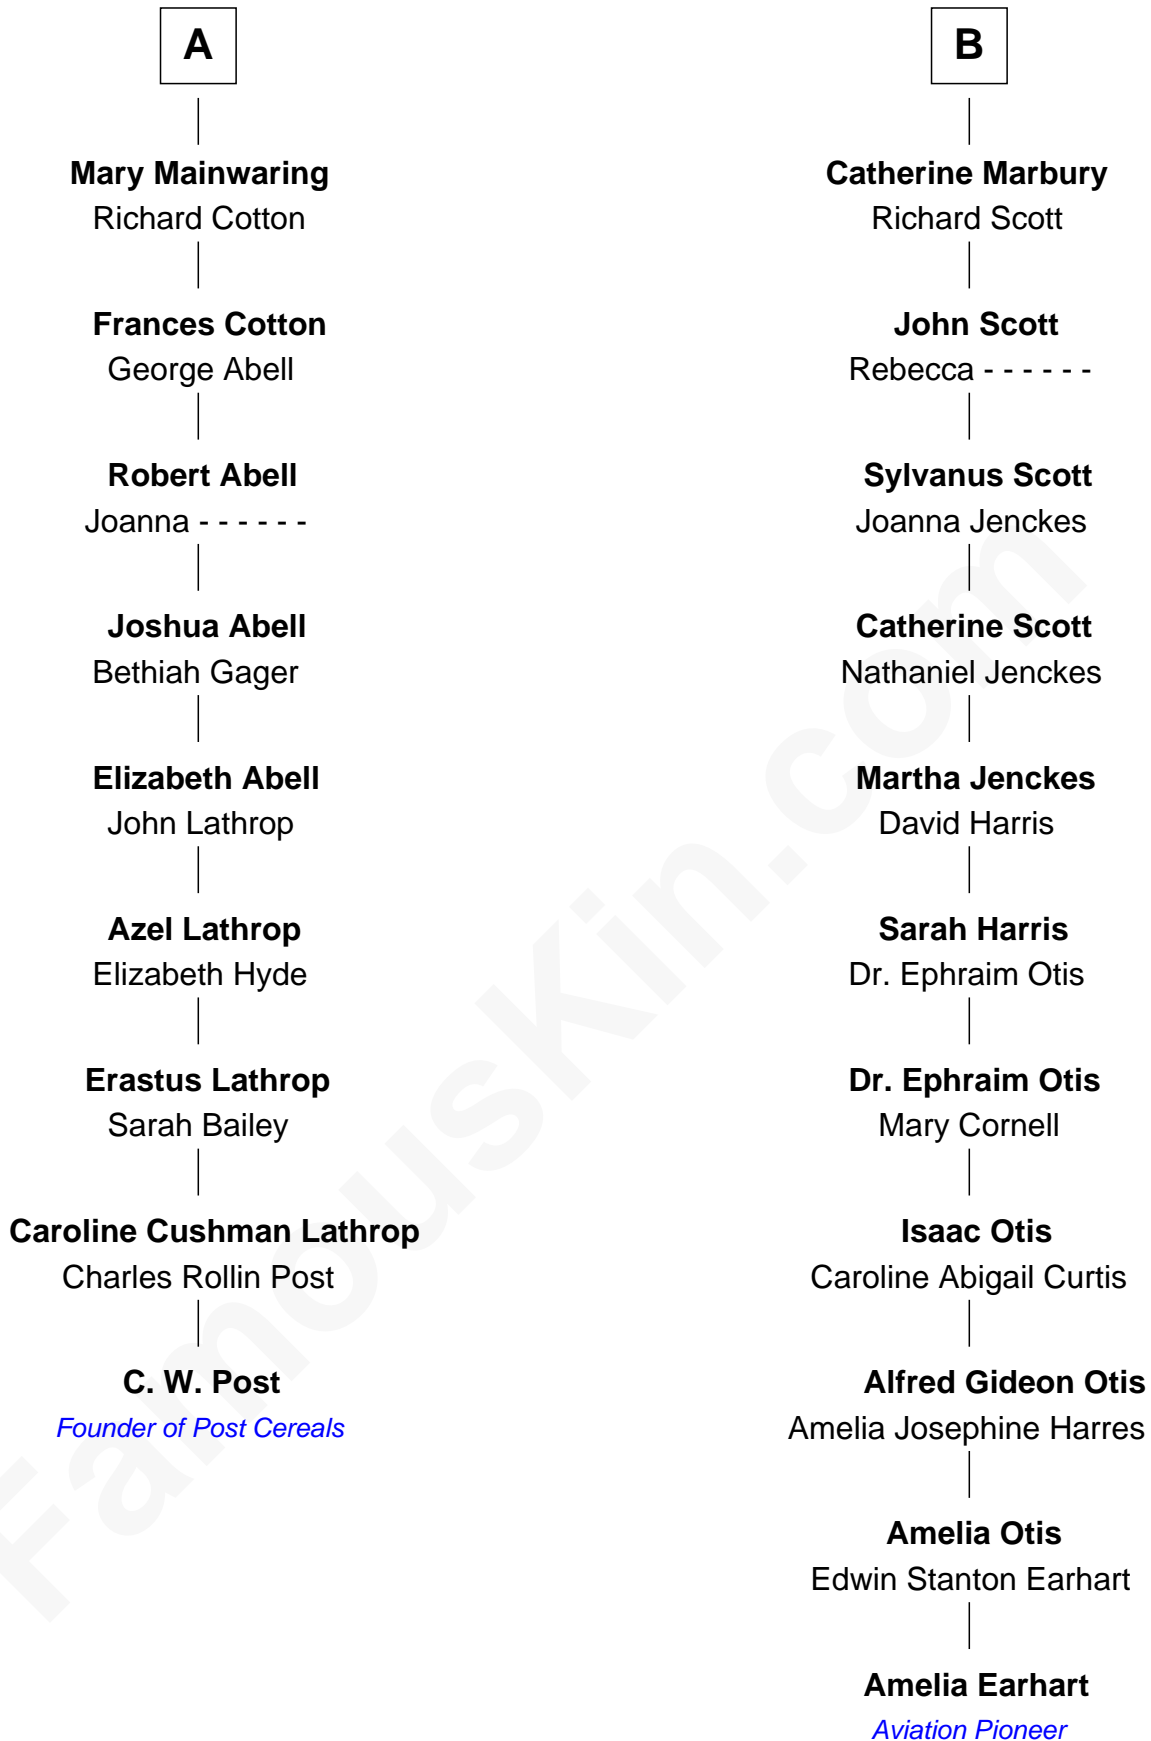 A
Mary Mainwaring
Richard Cotton
Frances Cotton
George Abell
Robert Abell
Joanna - - - - - -
Joshua Abell
Bethiah Gager
Elizabeth Abell
John Lathrop
Azel Lathrop
Elizabeth Hyde
Erastus Lathrop
Sarah Bailey
Caroline Cushman Lathrop
Charles Rollin Post
C. W. Post
Founder of Post Cereals
B
Catherine Marbury
Richard Scott
John Scott
Rebecca - - - - - -
Sylvanus Scott
Joanna Jenckes
Catherine Scott
Nathaniel Jenckes
Martha Jenckes
David Harris
Sarah Harris
Dr. Ephraim Otis
Dr. Ephraim Otis
Mary Cornell
Isaac Otis
Caroline Abigail Curtis
Alfred Gideon Otis
Amelia Josephine Harres
Amelia Otis
Edwin Stanton Earhart
Amelia Earhart
Aviation Pioneer
FamousKin.com